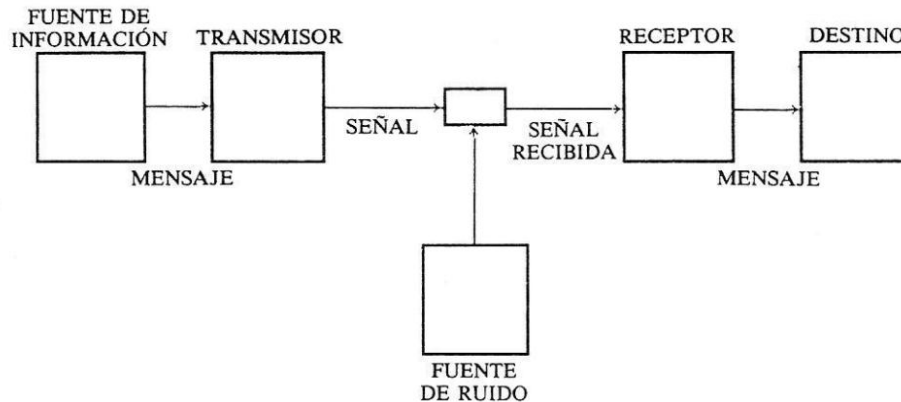 FUENTE DE
INFORMACIÓN
TRANSMISOR
RECEPTOR
DESTINO
SEÑAL
SEÑAL
RECIBIDA
MENSAJE
MENSAJE
FUENTE
DE RUIDO